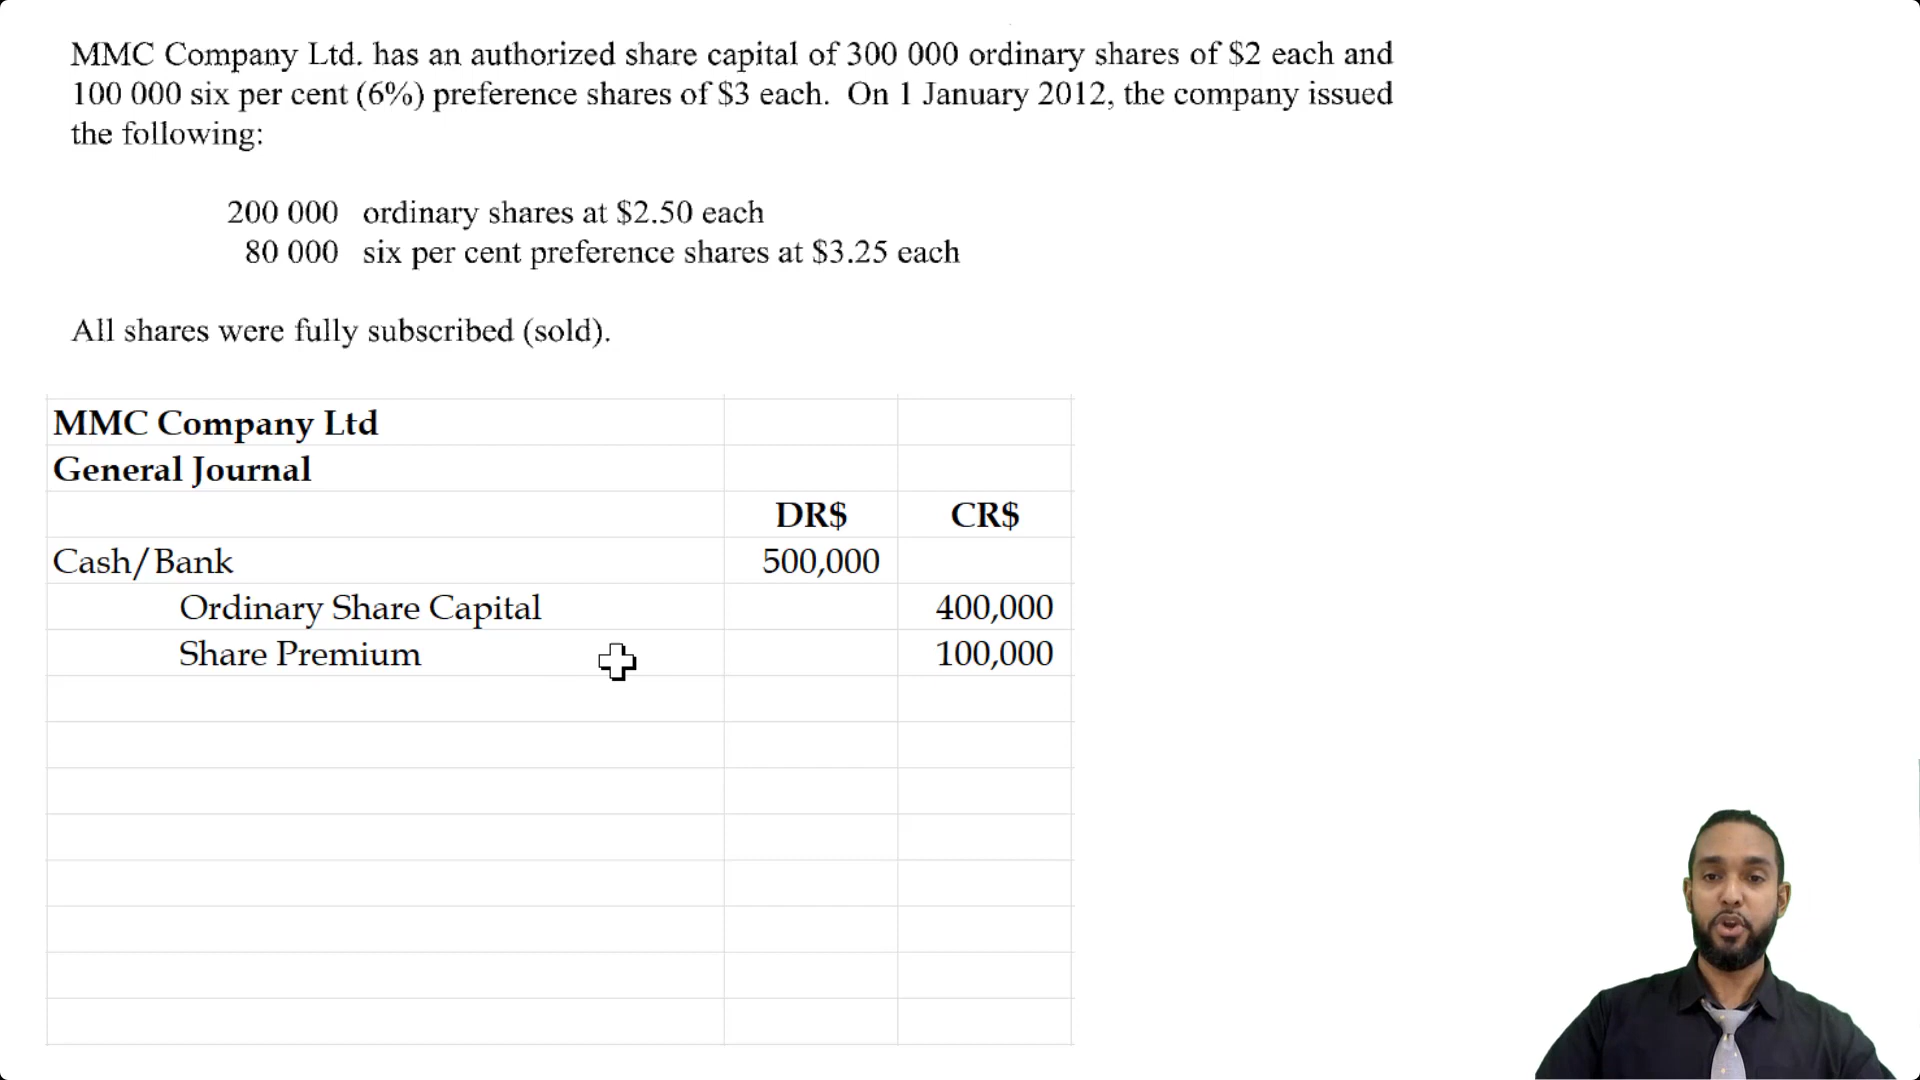 MMC Company Ltd. has an authorized share capital of 300 000 ordinary shares of $2 each and
100 000 six per cent (6%) preference shares of $3 each. On 1 January 2012, the company issued
the following:
200 000 ordinary shares at $2.50 each
80 000 six per cent preference shares at $3.25 each
All shares were fully subscribed (sold).
MMC Company Ltd
General Journal
DR$ CR$
Cash/Bank 500,000
Ordinary Share Capital 400,000
Share Premium 100,000